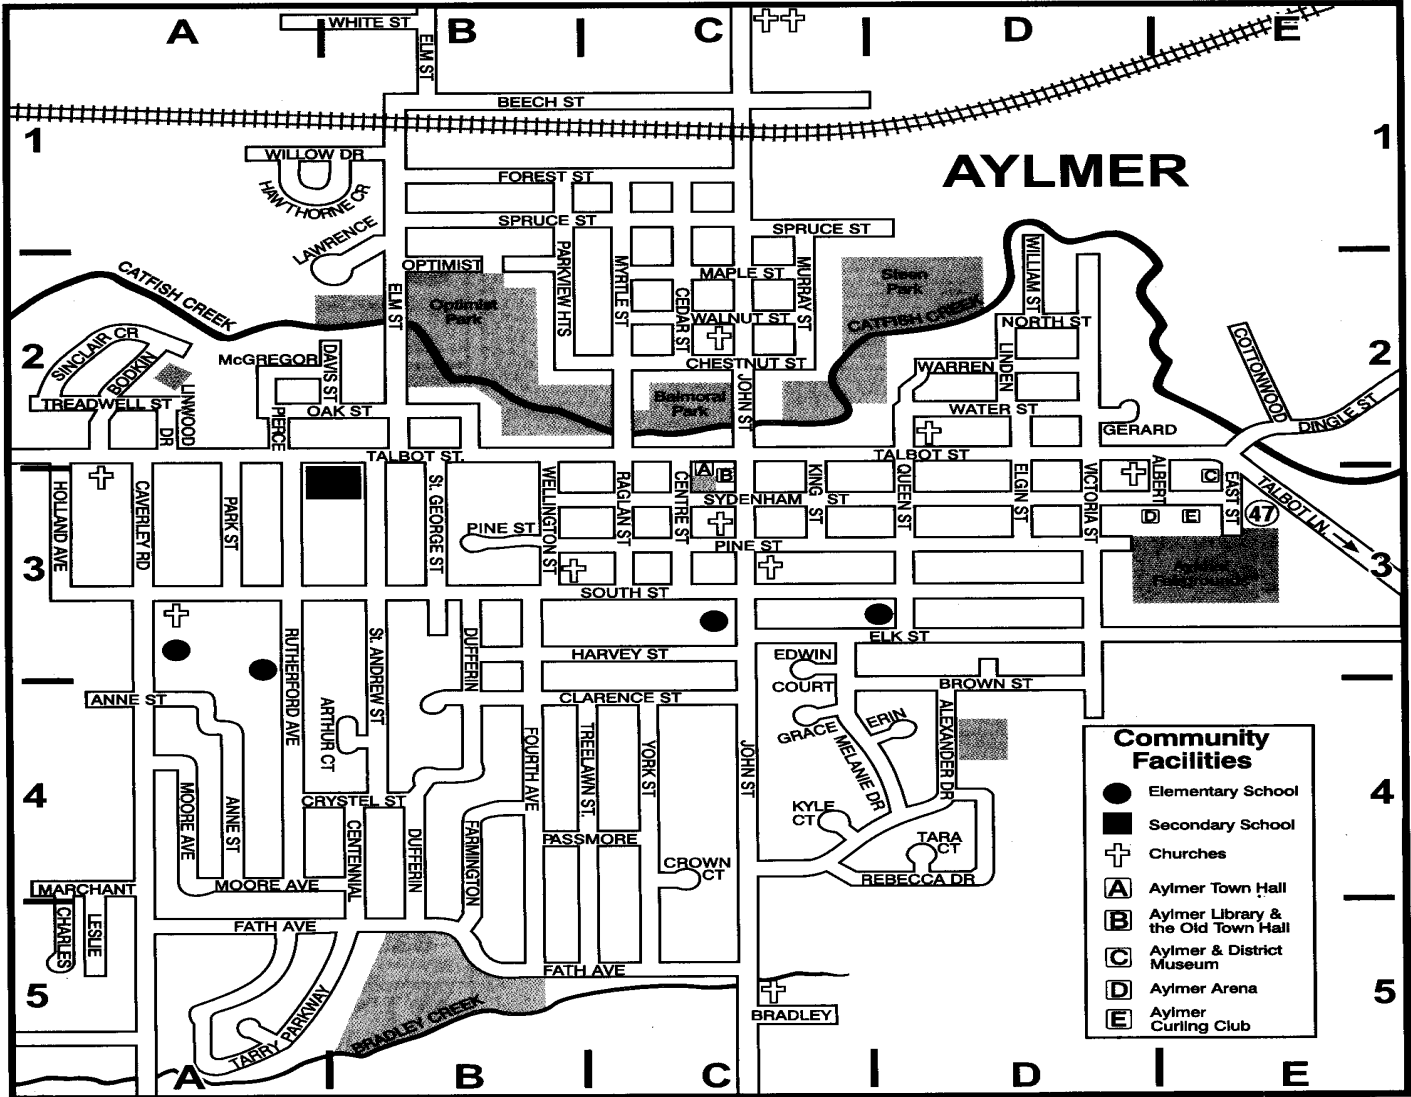 A
B
C
D
E
WHITE ST
ELM ST
BEECH ST
1
1
AYLMER
WILLOW DR
HAWTHORNE CR
FOREST ST
SPRUCE ST
SPRUCE ST
LAWRENCE
OPTIMIST
PARKVIEW HTS
MYRTLE ST
MAPLE ST
MURRAY ST
CEDAR ST
WALNUT ST
CHESTNUT ST
Steen
Park
WILLIAM ST
CATFISH CREEK
CATFISH CREEK
ELM ST
Optimist
Park
NORTH ST
LINDEN
WARREN
WATER ST
GERARD
COTTONWOOD
DINGLE ST
2
2
SINCLAIR CR
BODKIN
TREADWELL ST
LINWOOD
DR
McGREGOR
DAVIS ST
PIERCE
OAK ST
Balmoral
Park
JOHN ST
TALBOT ST.
TALBOT ST
HOLLAND AVE
CAVERLEY RD
PARK ST
St. GEORGE ST
WELLINGTON ST
RAGLAN ST
CENTRE ST
A
B
SYDENHAM ST
KING ST
QUEEN ST
ELGIN ST
VICTORIA ST
ALBERT
C
EAST ST
TALBOT LN.
47
D
E
PINE ST
PINE ST
3
3
SOUTH ST
ELK ST
RUTHERFORD AVE
St. ANDREW ST
DUFFERIN
HARVEY ST
EDWIN
COURT
BROWN ST
ANNE ST
CLARENCE ST
ARTHUR CT
FOURTH AVE
TREELAWN ST.
YORK ST
JOHN ST
GRACE
ERIN
MELANIE DR
ALEXANDER DR
4
4
MOORE AVE
ANNE ST
CRYSTEL ST
CENTENNIAL
DUFFERIN
FARMINGTON
PASSMORE
CROWN
CT
KYLE
CT
TARA
CT
REBECCA DR
MARCHANT
MOORE AVE
CHARLES
LESLIE
FATH AVE
FATH AVE
5
5
TARRY PARKWAY
BRADLEY CREEK
BRADLEY
A
B
C
D
E
Community
Facilities
Elementary School
Secondary School
Churches
A Aylmer Town Hall
B Aylmer Library &
the Old Town Hall
C Aylmer & District
Museum
D Aylmer Arena
E Aylmer
Curling Club